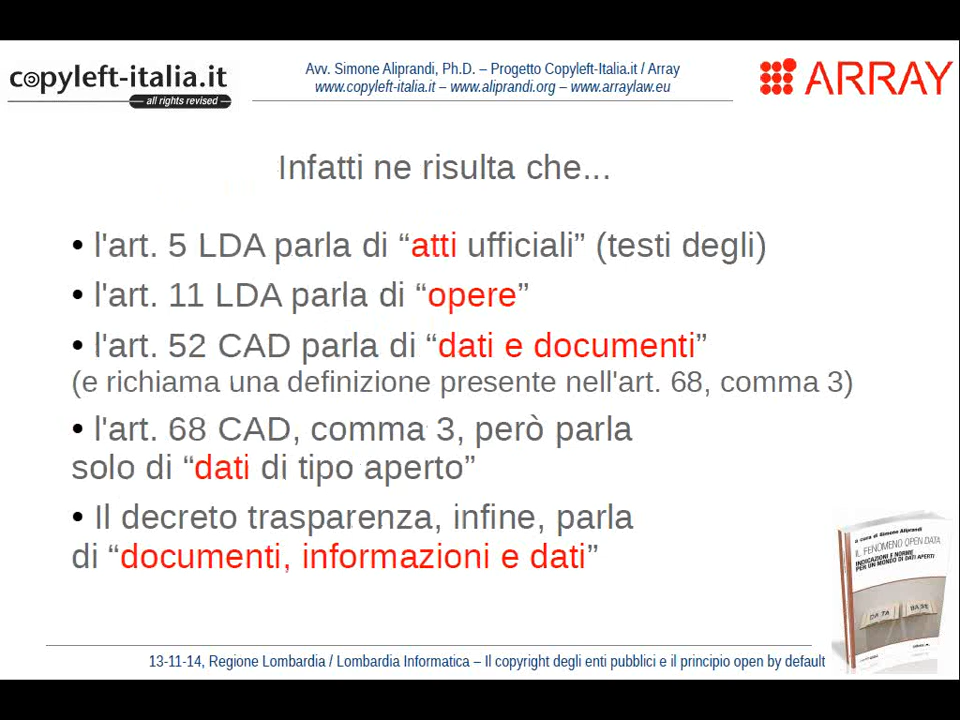 copyleft-italia.it
all rights revised
Avv. Simone Aliprandi, Ph.D. – Progetto Copyleft-Italia.it / Array
www.copyleft-italia.it – www.aliprandi.org – www.arraylaw.eu
ARRAY
Infatti ne risulta che...
• l'art. 5 LDA parla di “atti ufficiali” (testi degli)
• l'art. 11 LDA parla di “opere”
• l'art. 52 CAD parla di “dati e documenti”
(e richiama una definizione presente nell'art. 68, comma 3)
• l'art. 68 CAD, comma 3, però parla
solo di “dati di tipo aperto”
• Il decreto trasparenza, infine, parla
di “documenti, informazioni e dati”
a cura di Simone Aliprandi
IL FENOMENO OPEN DATA
INDICAZIONI E NORME
PER UN MONDO DI DATI APERTI
DATA BASE
13-11-14, Regione Lombardia / Lombardia Informatica – Il copyright degli enti pubblici e il principio open by default